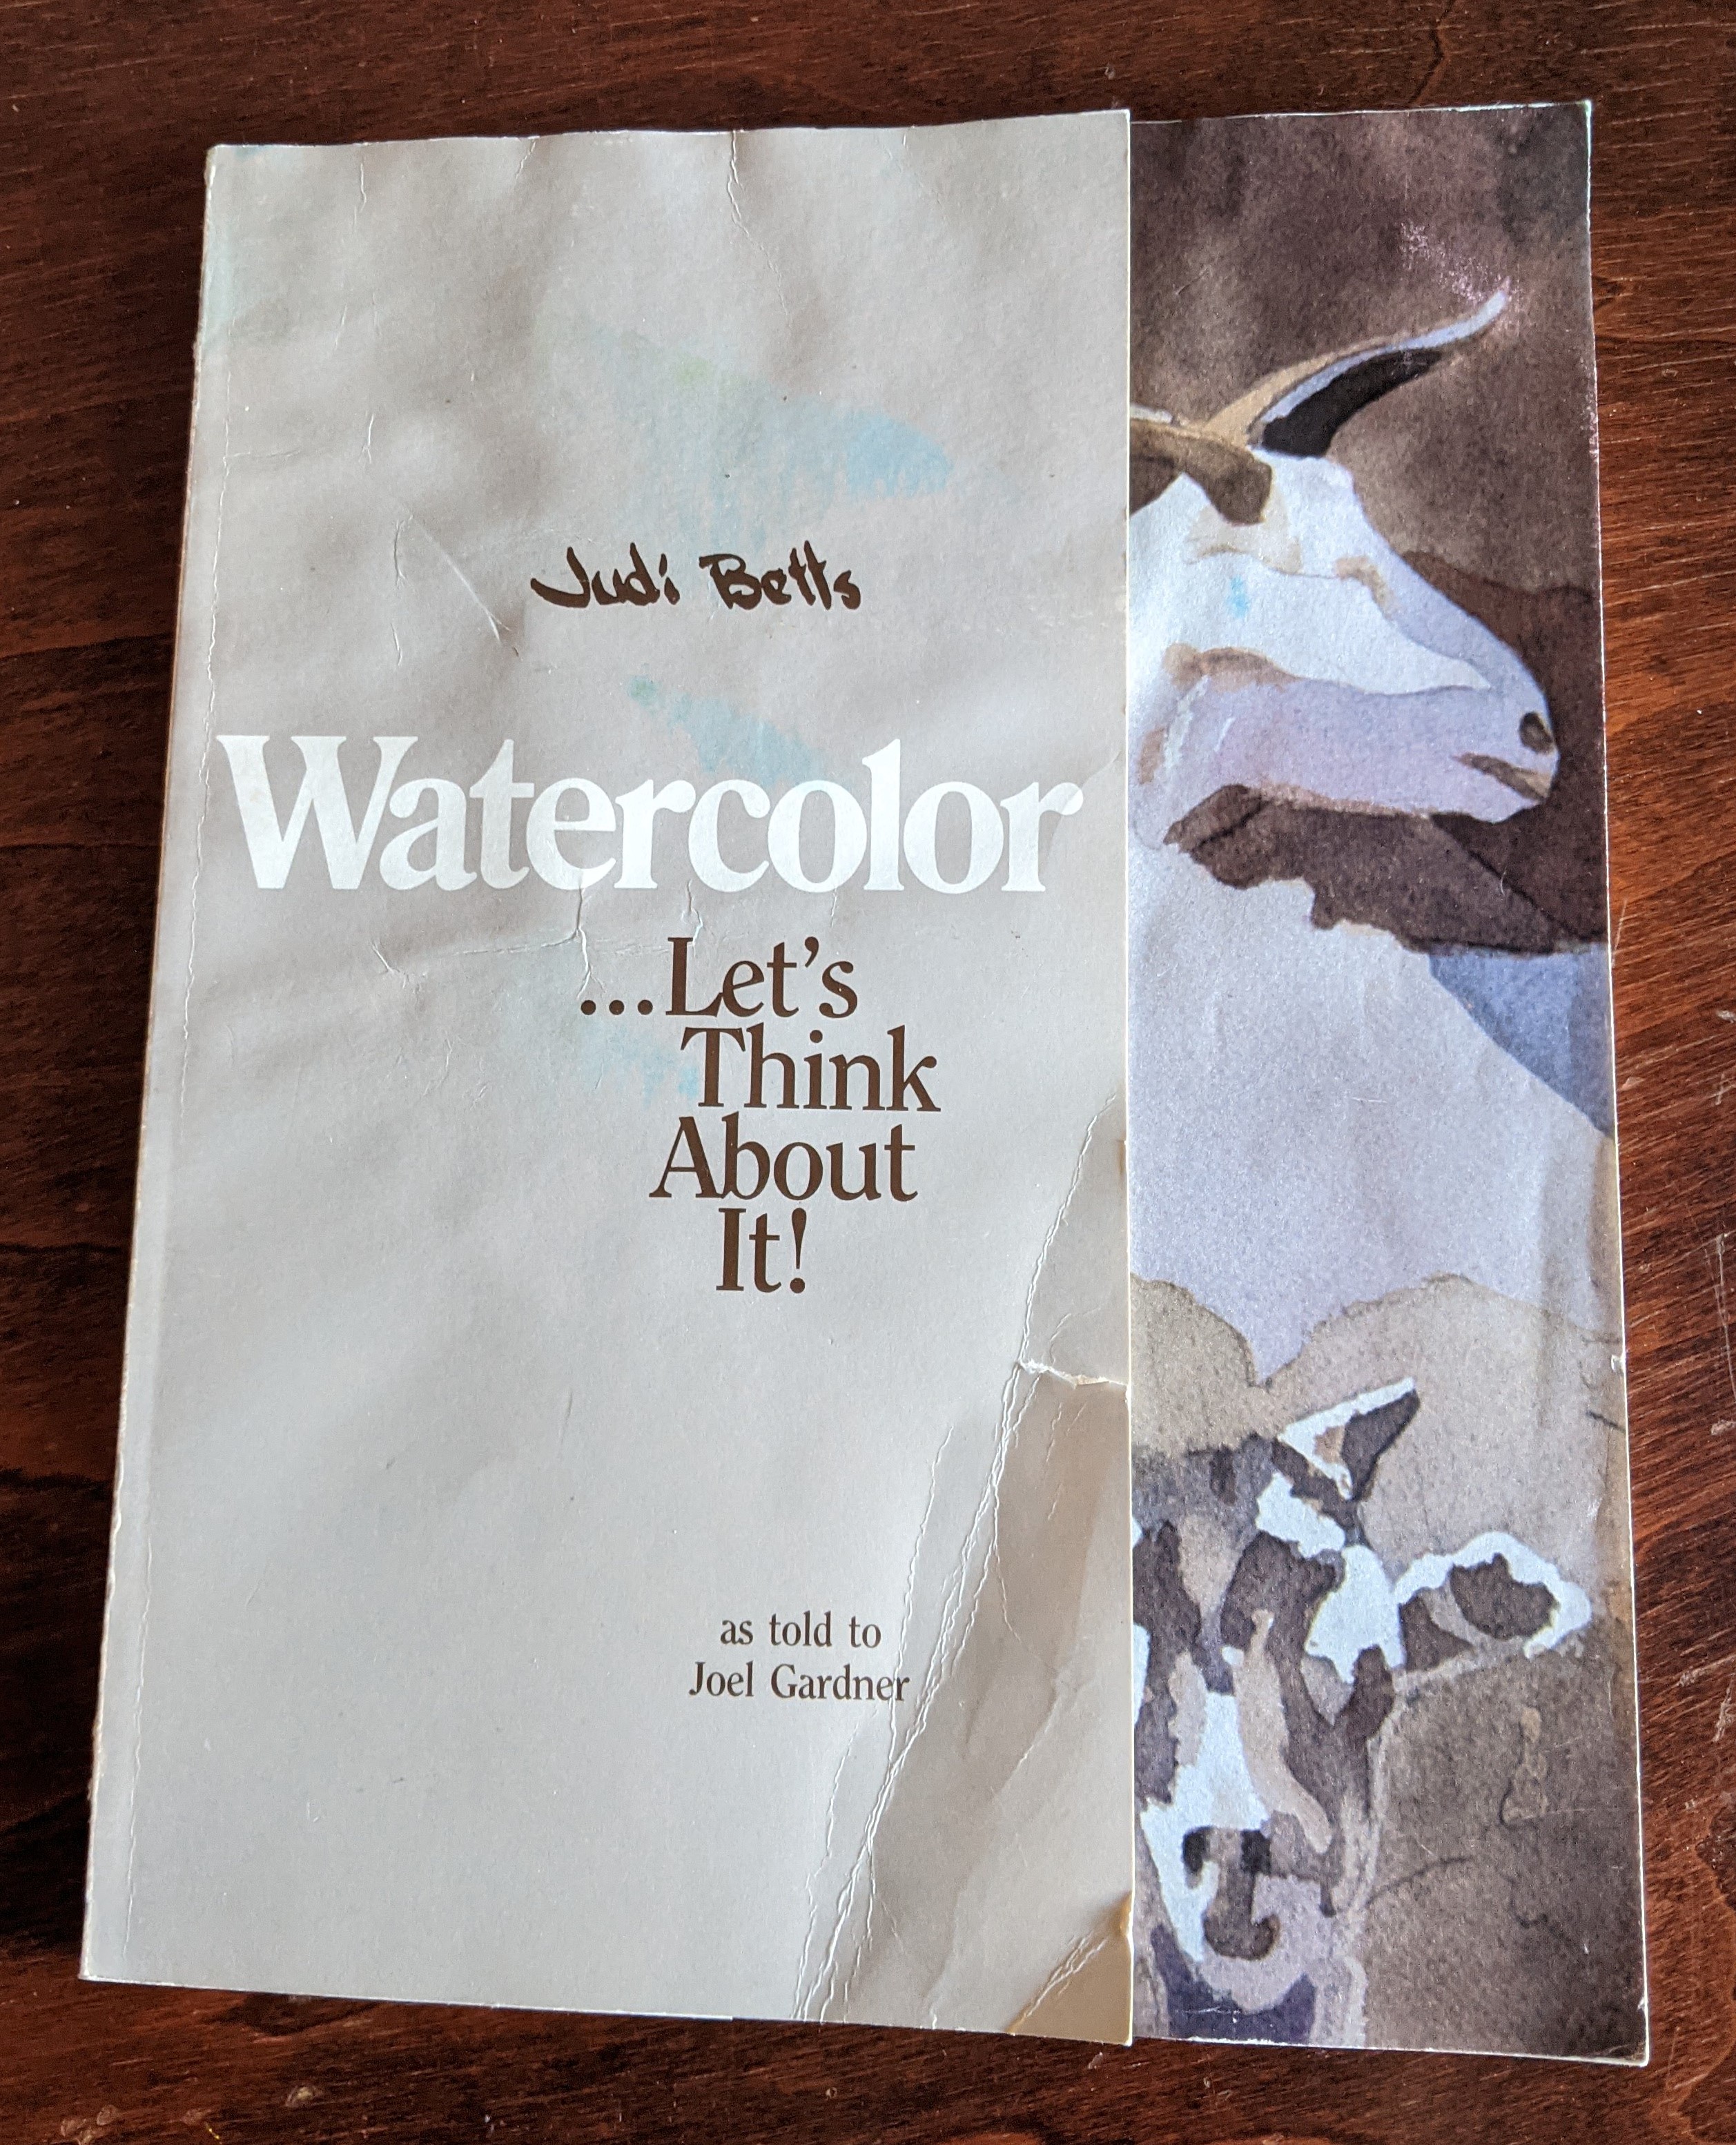 Judi Betts
Watercolor
...Let's
Think
About
It!
as told to
Joel Gardner